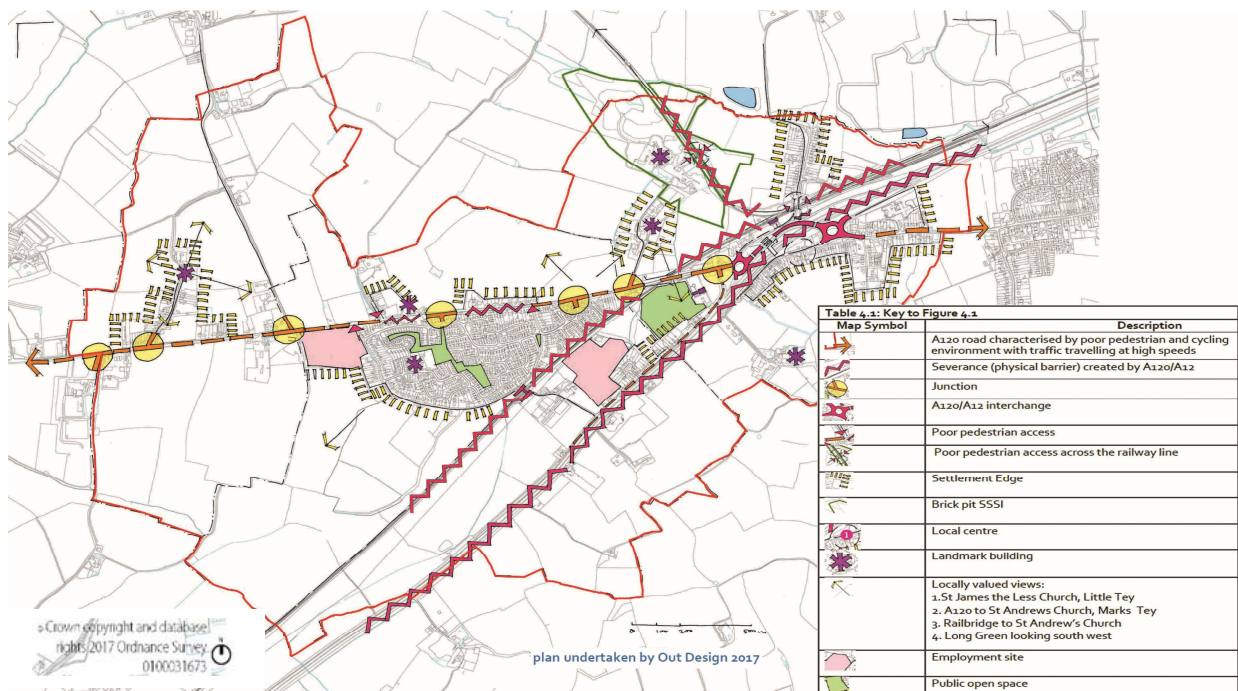 Table 4.1: Key to Figure 4.1
Map Symbol Description
A120 road characterised by poor pedestrian and cycling
environment with traffic travelling at high speeds
Severance (physical barrier) created by A120/A12
Junction
A120/A12 interchange
Poor pedestrian access
Poor pedestrian access across the railway line
Settlement Edge
Brick pit SSSI
Local centre
1
Landmark building
Locally valued views:
1.St James the Less Church, Little Tey
2. A120 to St Andrews Church, Marks Tey
3. Railbridge to St Andrew's Church
4. Long Green looking south west
Employment site
Public open space
© Crown copyright and database
rights 2017 Ordnance Survey
0100031673
N
plan undertaken by Out Design 2017